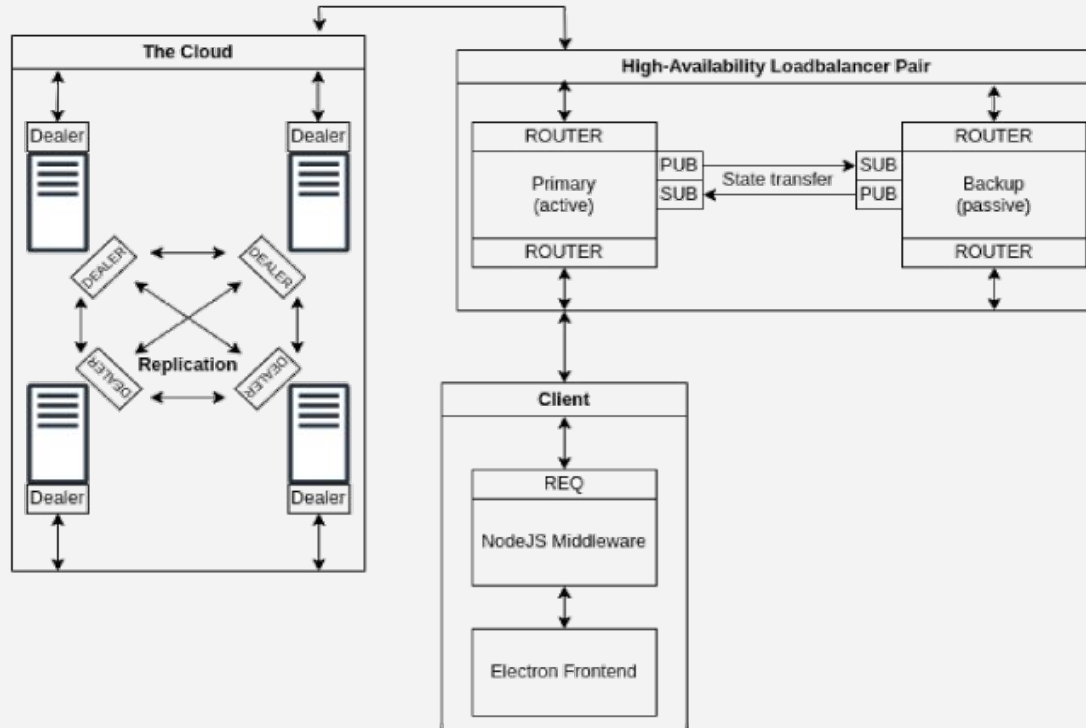 The Cloud
Dealer
Dealer
DEALER
DEALER
Replication
DEALER
DEALER
Dealer
Dealer
High-Availability Loadbalancer Pair
ROUTER
Primary
(active)
ROUTER
PUB
SUB
State transfer
SUB
PUB
ROUTER
Backup
(passive)
ROUTER
Client
REQ
NodeJS Middleware
Electron Frontend